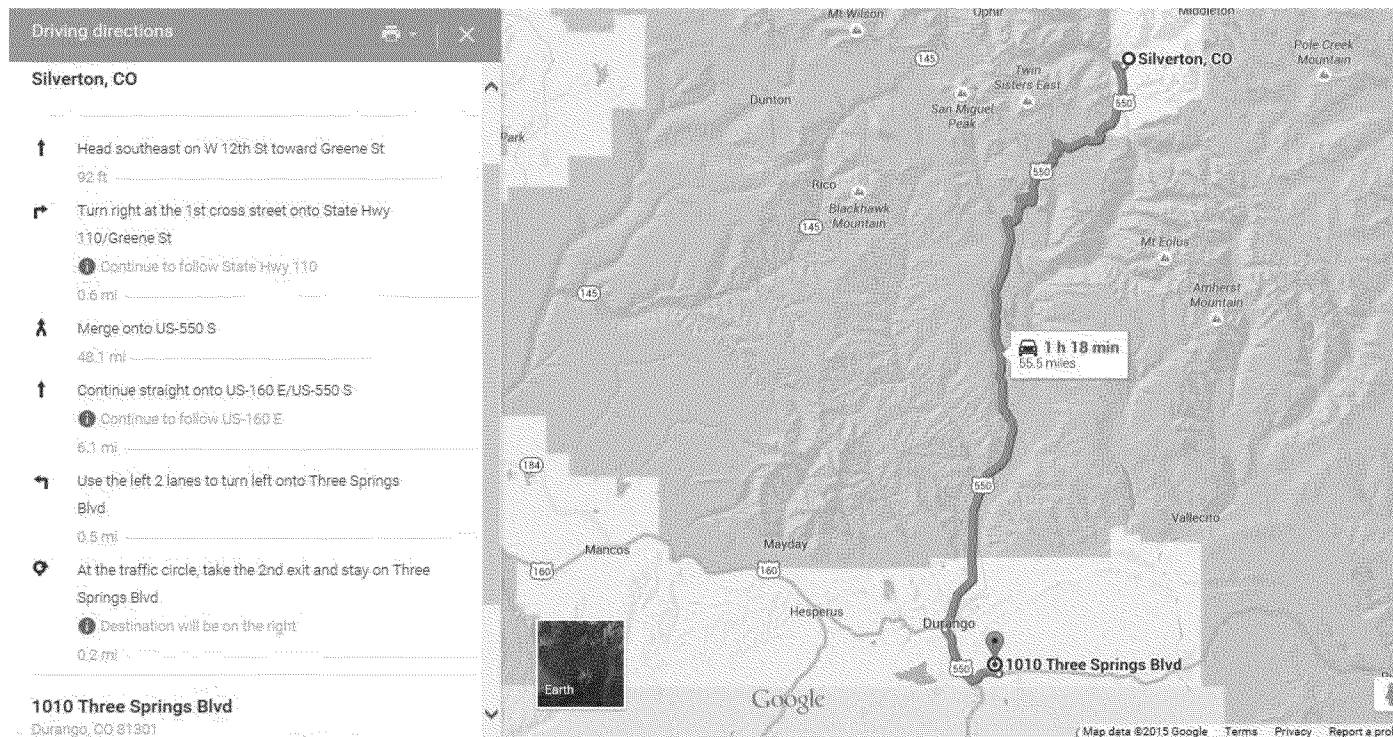 Driving directions
Silverton, CO
Head southeast on W 12th St toward Greene St
92 ft
Turn right at the 1st cross street onto State Hwy
110/Greene St
Continue to follow State Hwy 110
0.6 mi
Merge onto US-550 S
48.1 mi
Continue straight onto US-160 E/US-550 S
Continue to follow US-160 E
6.1 mi
Use the left 2 lanes to turn left onto Three Springs
Blvd
0.5 mi
At the traffic circle, take the 2nd exit and stay on Three
Springs Blvd
Destination will be on the right
0.2 mi
1010 Three Springs Blvd
Durango, CO 81301
Mt Wilson
Ophir
Middleton
145
Silverton, CO
Pole Creek
Mountain
Twin
Sisters East
Dunton
San Miguel
Peak
550
Park
550
Rico
Blackhawk
Mountain
145
Mt Eolus
145
Amherst
Mountain
1 h 18 min
55.5 miles
184
550
Vallecito
Mancos
Mayday
160
160
Hesperus
Durango
550
1010 Three Springs Blvd
Earth
Google
Map data ©2015 Google Terms Privacy Report a